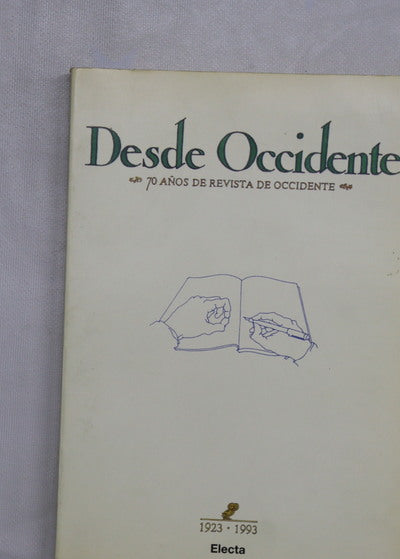 Desde Occidente
70 AÑOS DE REVISTA DE OCCIDENTE
1923 · 1993
Electa